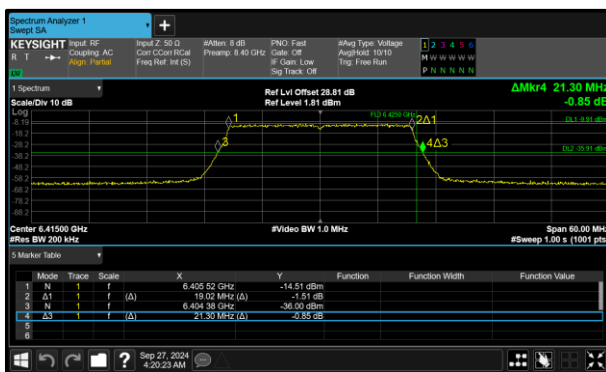 Spectrum Analyzer 1
Swept SA
KEYSIGHT Input: RF Input Z: 50 Ω #Atten: 8 dB PNO: Fast #Avg Type: Voltage 1 2 3 4 5 6
R T Coupling: AC Corr CCorr RCal Preamp: 8.40 GHz Gate: Off Avg|Hold: 10/10 M W W W W W
Align: Partial Freq Ref: Int (S) IF Gain: Low Trig: Free Run
Sig Track: Off P N N N N N
1 Spectrum Ref Lvl Offset 28.81 dB ΔMkr4 21.30 MHz
Scale/Div 10 dB Ref Level 1.81 dBm -0.85 dB
Log
-8.19 1 FLD 6.4250 GHz 2Δ1 DL1 -9.91 dBm
-18.2
-28.2 3 4Δ3
-38.2 DL2 -35.91 dBm
-48.2
-58.2
-68.2
-78.2
-88.2
Center 6.41500 GHz #Video BW 1.0 MHz Span 60.00 MHz
#Res BW 200 kHz #Sweep 1.00 s (1001 pts)
5 Marker Table
Mode Trace Scale X Y Function Function Width Function Value
1 N 1 f 6.405 52 GHz -14.51 dBm
2 Δ1 1 f (Δ) 19.02 MHz (Δ) -1.51 dB
3 N 1 f 6.404 38 GHz -36.00 dBm
4 Δ3 1 f (Δ) 21.30 MHz (Δ) -0.85 dB
5
6
? Sep 27, 2024
4:20:23 AM